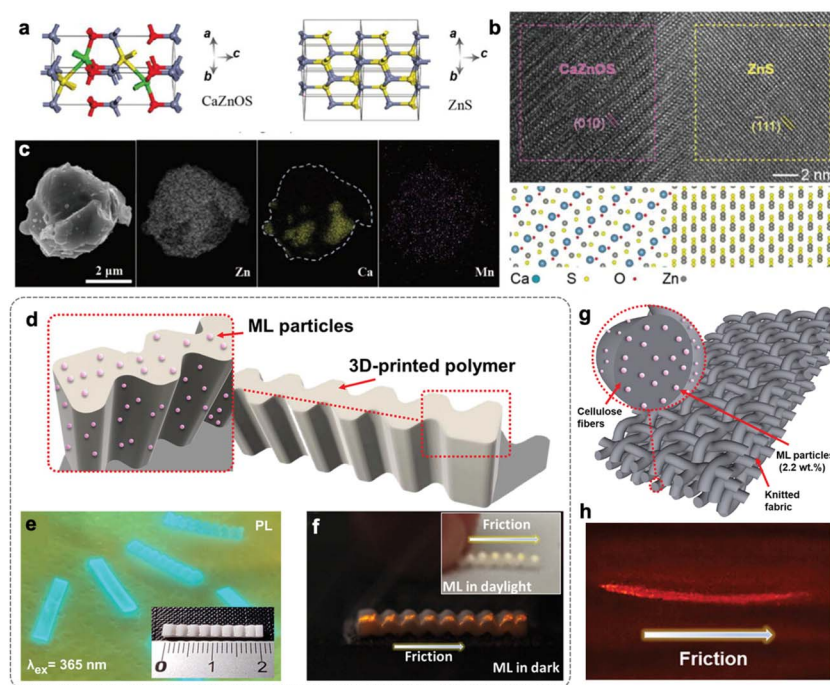 a
a
c
b
CaZnOS
a
c
b
ZnS
b
CaZnOS
ZnS
(010)
(1̄11)
2 nm
Ca S O Zn
c
2 μm
Zn
Ca
Mn
d
ML particles
3D-printed polymer
e
PL
λex= 365 nm
0 1 2
f
Friction
ML in daylight
Friction
ML in dark
g
Cellulose
fibers
ML particles
(2.2 wt.%)
Knitted
fabric
h
Friction